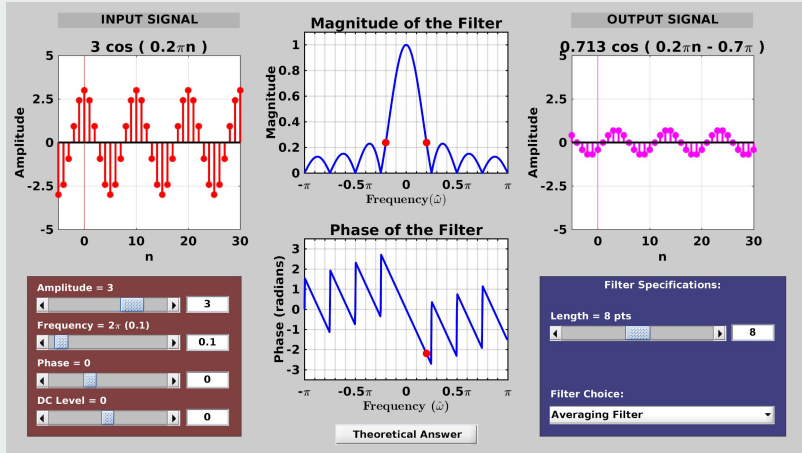 INPUT SIGNAL
3 cos ( 0.2πn )
5
2.5
0
-2.5
-5
Amplitude
0
10
20
30
n
Amplitude = 3
3
Frequency = 2π (0.1)
0.1
Phase = 0
0
DC Level = 0
0
Magnitude of the Filter
1
0.8
0.6
0.4
0.2
0
Magnitude
-π
-0.5π
0
0.5π
π
Frequency(ω̂)
Phase of the Filter
3
2
1
0
-1
-2
-3
Phase (radians)
-π
-0.5π
0
0.5π
π
Frequency (ω̂)
Theoretical Answer
OUTPUT SIGNAL
0.713 cos ( 0.2πn - 0.7π )
5
2.5
0
-2.5
-5
Amplitude
0
10
20
30
n
Filter Specifications:
Length = 8 pts
8
Filter Choice:
Averaging Filter